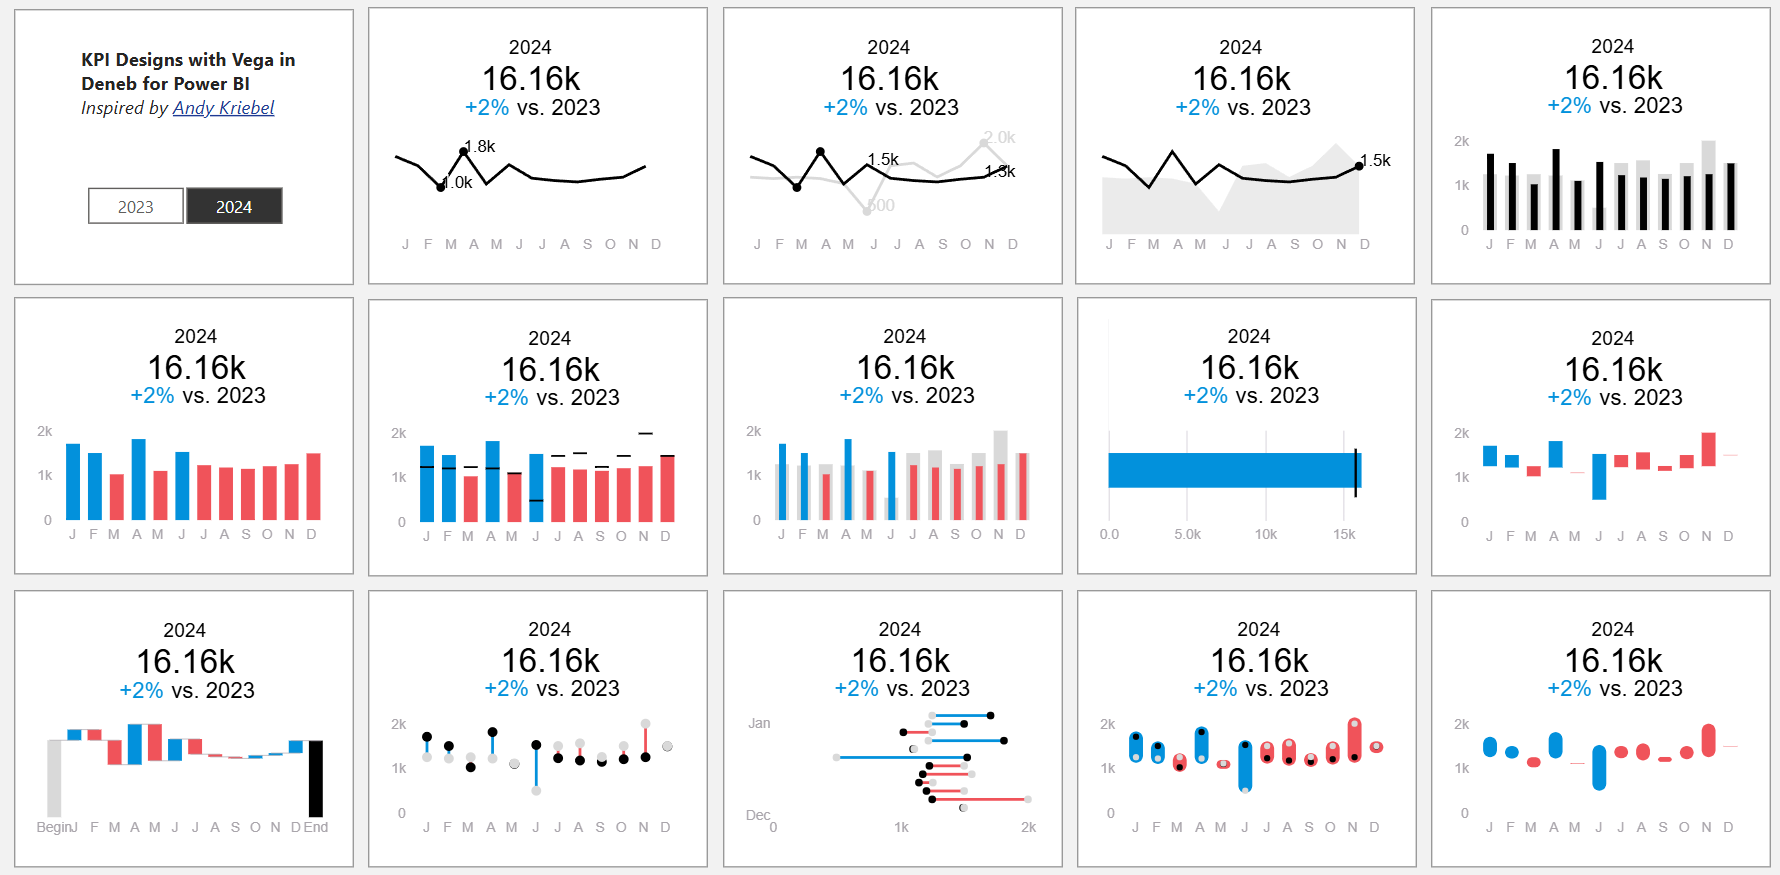 KPI Designs with Vega in
Deneb for Power BI
Inspired by Andy Kriebel
2023
2024
2024
16.16k
+2% vs. 2023
1.8k
1.0k
J F M A M J J A S O N D
2024
16.16k
+2% vs. 2023
2.0k
1.5k
1.3k
500
J F M A M J J A S O N D
2024
16.16k
+2% vs. 2023
1.5k
J F M A M J J A S O N D
2024
16.16k
+2% vs. 2023
2k
1k
0
J F M A M J J A S O N D
2024
16.16k
+2% vs. 2023
2k
1k
0
J F M A M J J A S O N D
2024
16.16k
+2% vs. 2023
2k
1k
0
J F M A M J J A S O N D
2024
16.16k
+2% vs. 2023
2k
1k
0
J F M A M J J A S O N D
2024
16.16k
+2% vs. 2023
0.0 5.0k 10k 15k
2024
16.16k
+2% vs. 2023
2k
1k
0
J F M A M J J A S O N D
2024
16.16k
+2% vs. 2023
Begin J F M A M J J A S O N D End
2024
16.16k
+2% vs. 2023
2k
1k
0
J F M A M J J A S O N D
2024
16.16k
+2% vs. 2023
Jan
Dec
0 1k 2k
2024
16.16k
+2% vs. 2023
2k
1k
0
J F M A M J J A S O N D
2024
16.16k
+2% vs. 2023
2k
1k
0
J F M A M J J A S O N D